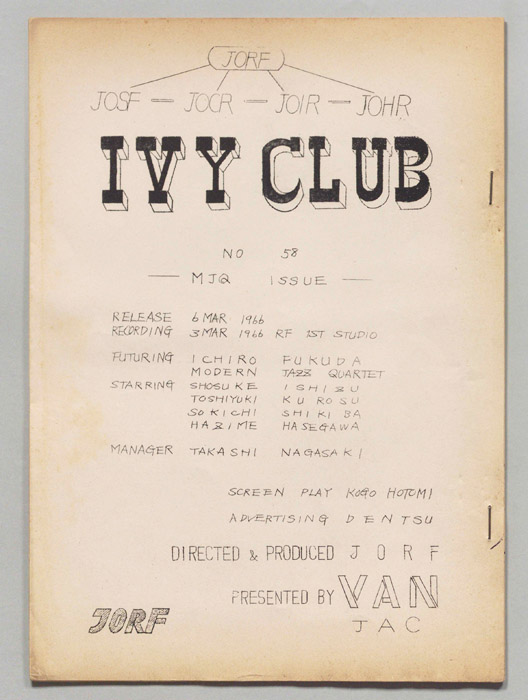 JORF
JOSF — JOCR — JOIR — JOHR
IVY CLUB
NO 58
— MJQ ISSUE —
RELEASE 6 MAR 1966
RECORDING 3 MAR 1966 RF 1ST STUDIO
FUTURING ICHIRO FUKUDA
MODERN JAZZ QUARTET
STARRING SHOSUKE ISHIZU
TOSHIYUKI KUROSU
SOKICHI SHIKIBA
HAZIME HASEGAWA
MANAGER TAKASHI NAGASAKI
SCREEN PLAY KOGO HOTOMI
ADVERTISING DENTSU
DIRECTED & PRODUCED JORF
PRESENTED BY VAN
JORF JAC